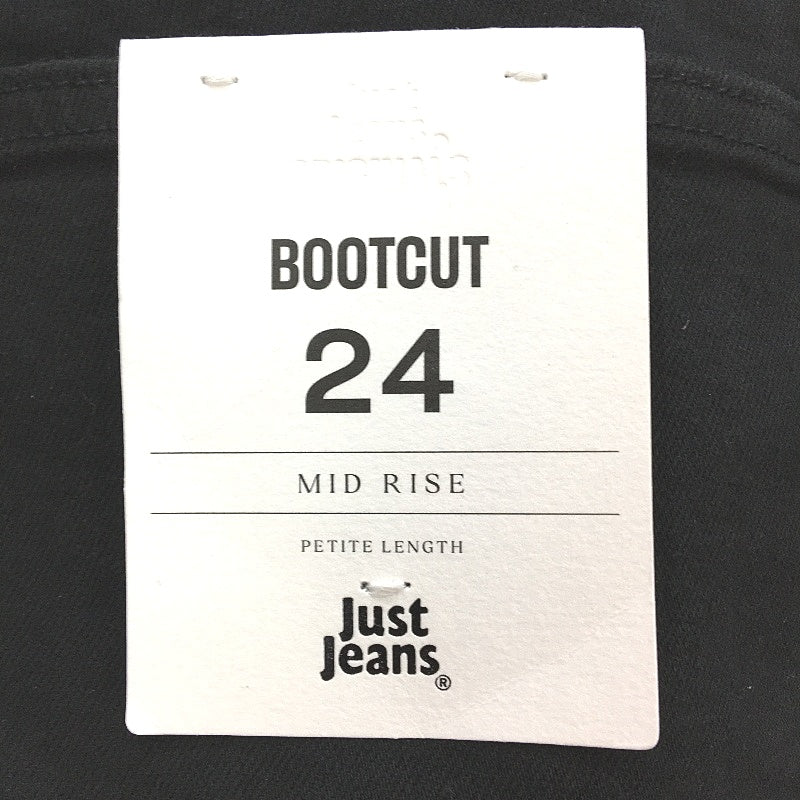 BOOTCUT
24
MID RISE
PETITE LENGTH
Just
Jeans®